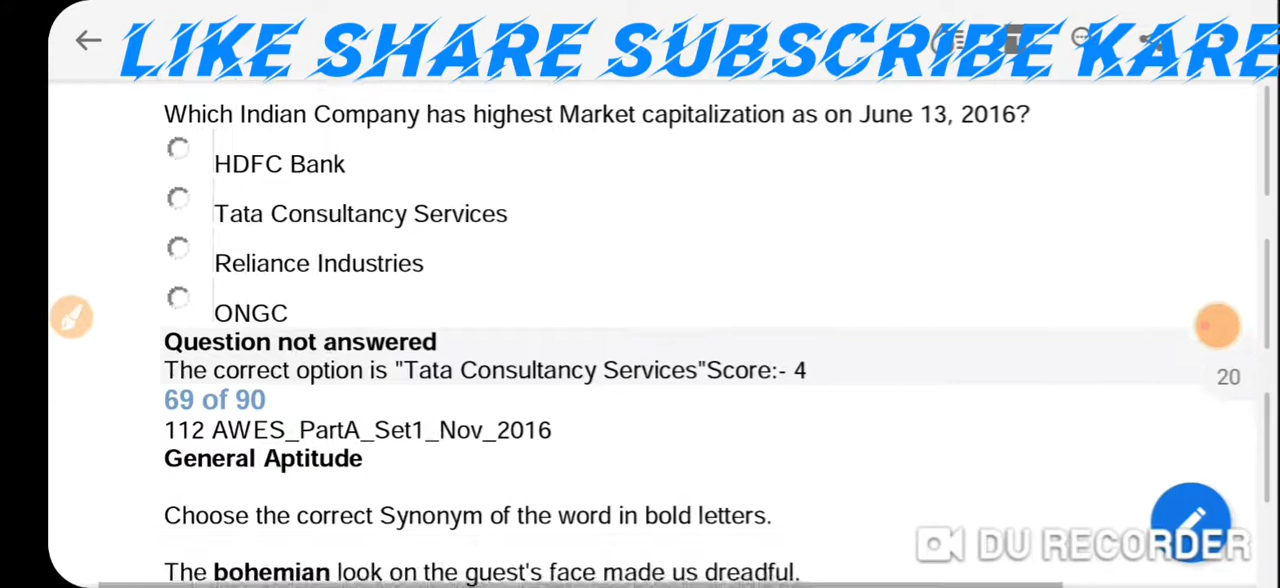 LIKE SHARE SUBSCRIBE KARE
Which Indian Company has highest Market capitalization as on June 13, 2016?
HDFC Bank
Tata Consultancy Services
Reliance Industries
ONGC
Question not answered
The correct option is "Tata Consultancy Services"Score:- 4
20
69 of 90
112 AWES_PartA_Set1_Nov_2016
General Aptitude
Choose the correct Synonym of the word in bold letters.
DU RECORDER
The bohemian look on the guest's face made us dreadful.